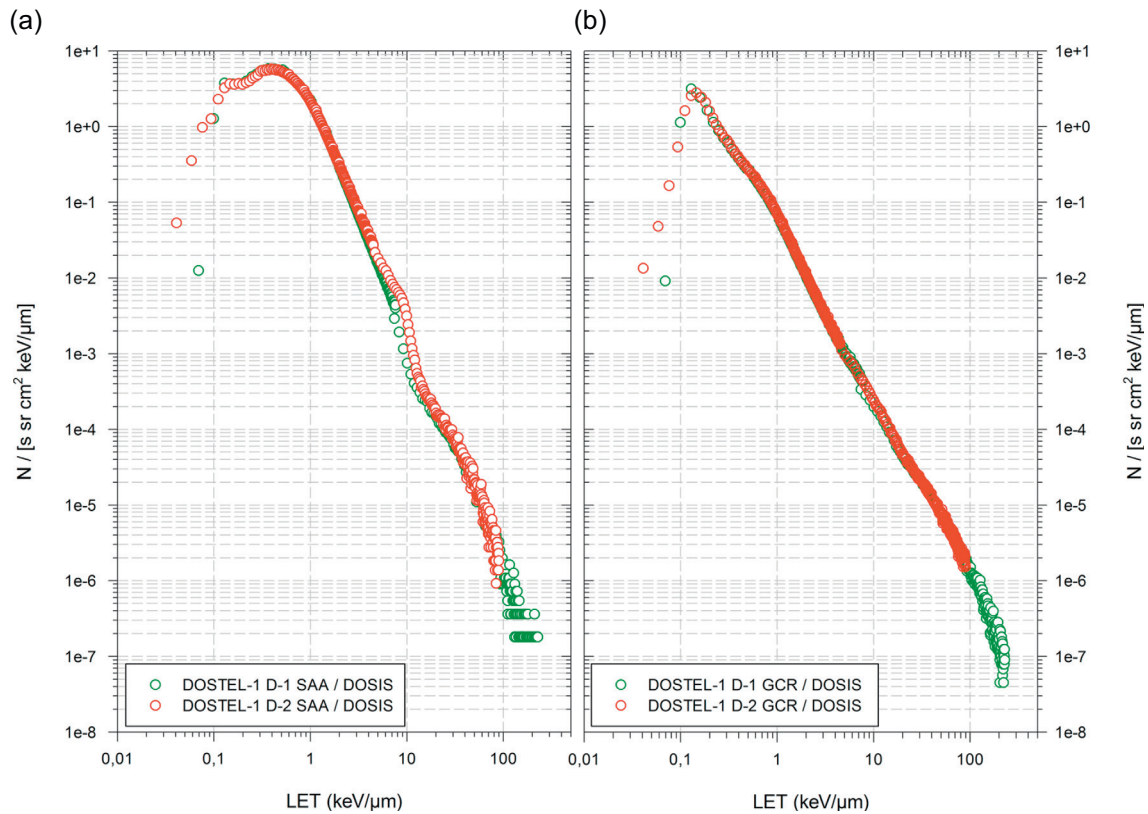 (a)
(b)
1e+1
1e+0
1e-1
1e-2
1e-3
1e-4
1e-5
1e-6
1e-7
1e-8
N / [s sr cm² keV/µm]
0,01
0,1
1
10
100
LET (keV/µm)
DOSTEL-1 D-1 SAA / DOSIS
DOSTEL-1 D-2 SAA / DOSIS
1e+1
1e+0
1e-1
1e-2
1e-3
1e-4
1e-5
1e-6
1e-7
1e-8
N / [s sr cm² keV/µm]
0,01
0,1
1
10
100
LET (keV/µm)
DOSTEL-1 D-1 GCR / DOSIS
DOSTEL-1 D-2 GCR / DOSIS